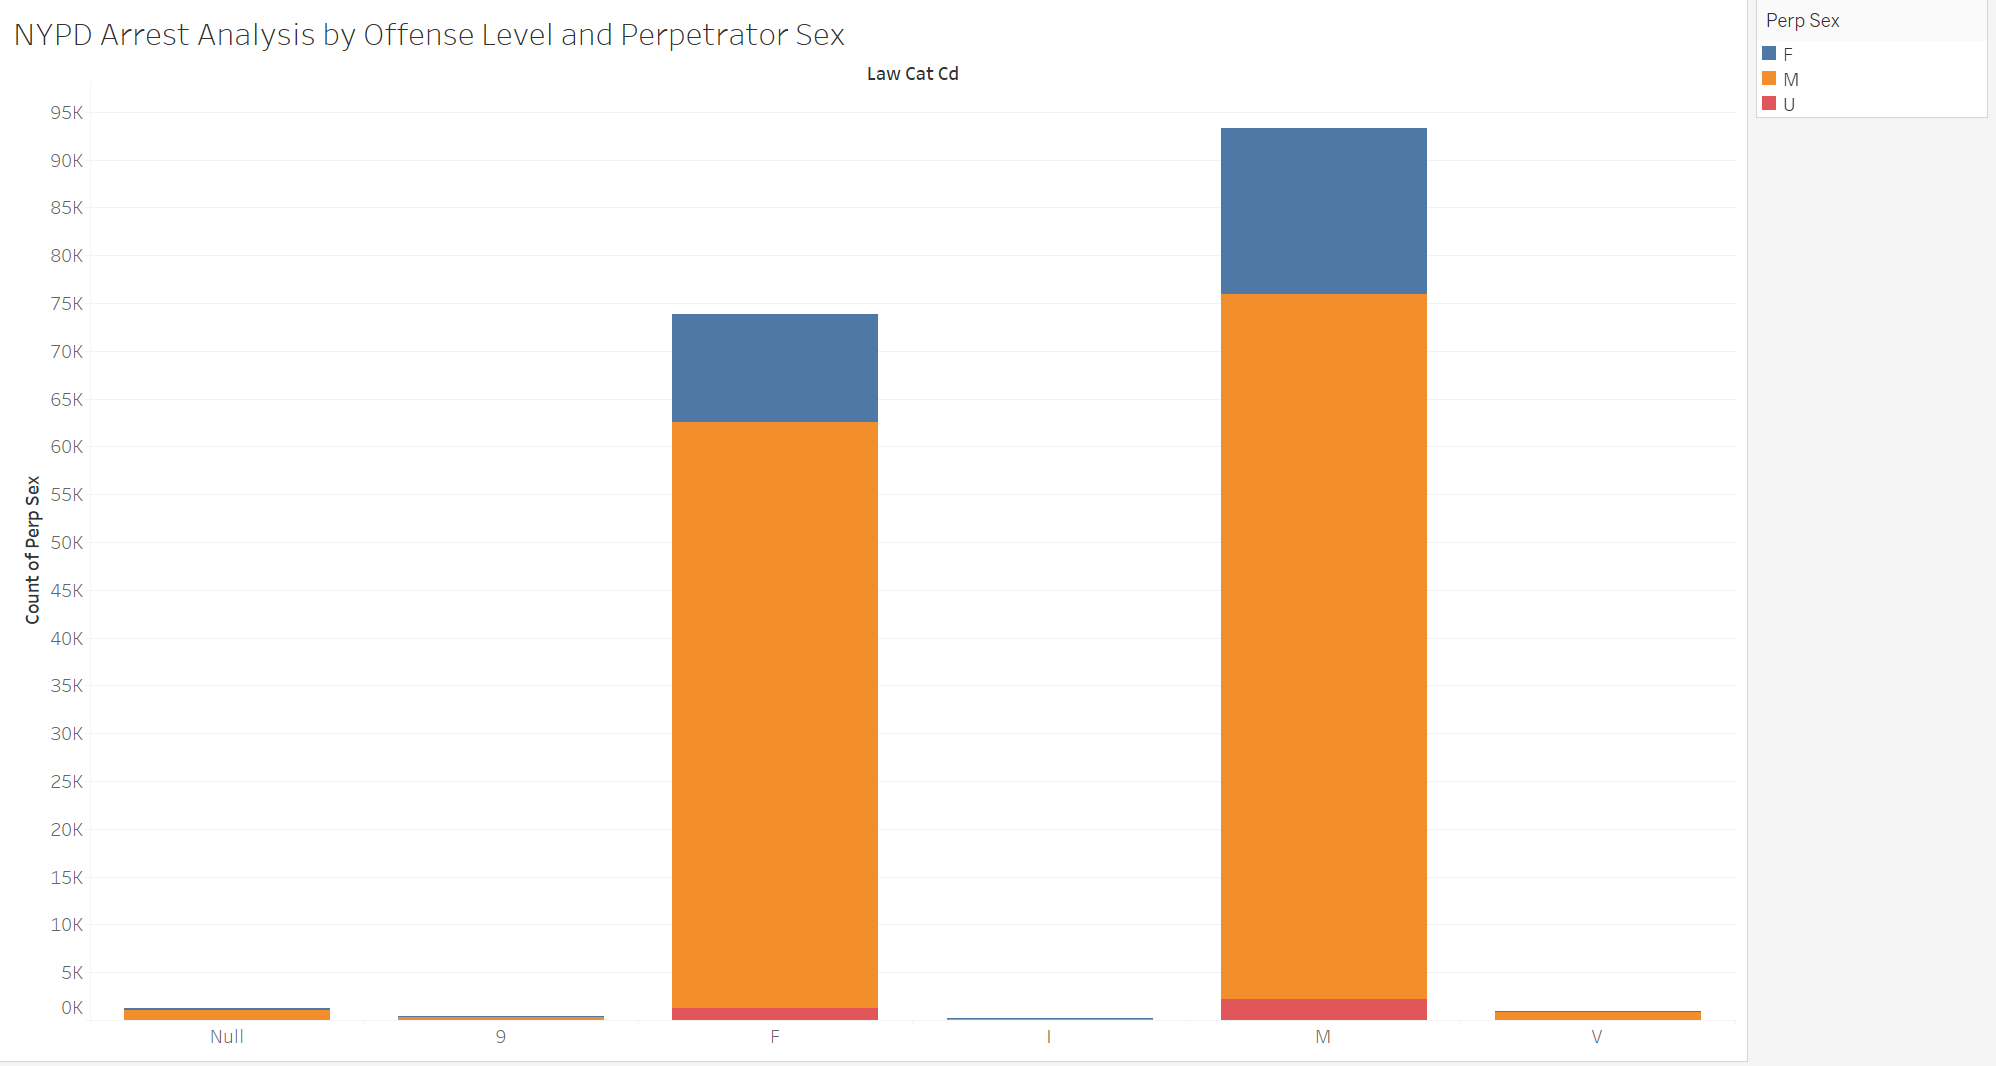 NYPD Arrest Analysis by Offense Level and Perpetrator Sex
Law Cat Cd
Perp Sex
F
M
U
95K
90K
85K
80K
75K
70K
65K
60K
55K
50K
45K
40K
35K
30K
25K
20K
15K
10K
5K
0K
Count of Perp Sex
Null
9
F
I
M
V